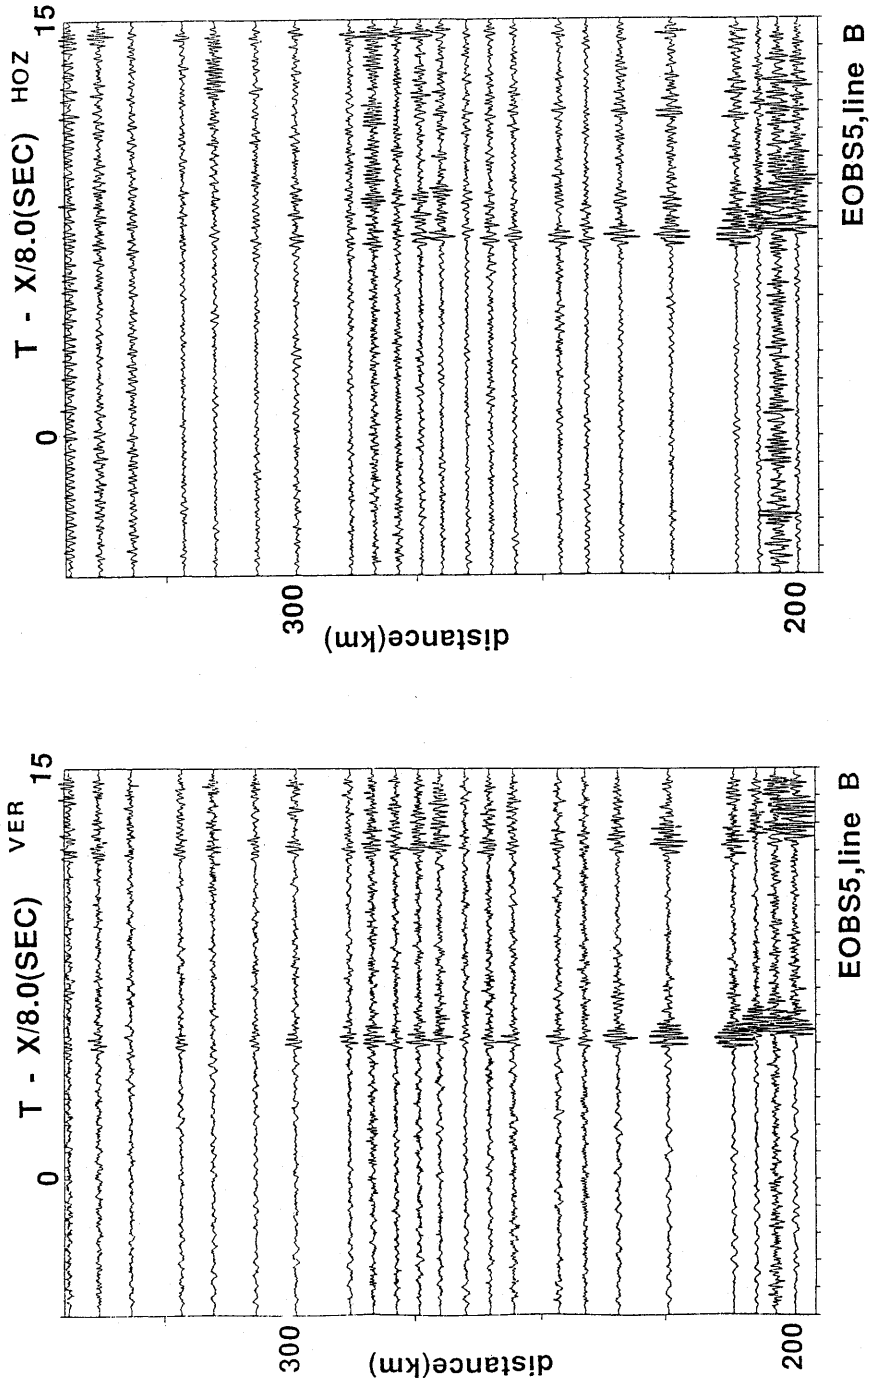 T - X/8.0(SEC) HOZ
0
15
300
200
distance(km)
EOBS5,line B
T - X/8.0(SEC) VER
0
15
300
200
distance(km)
EOBS5,line B